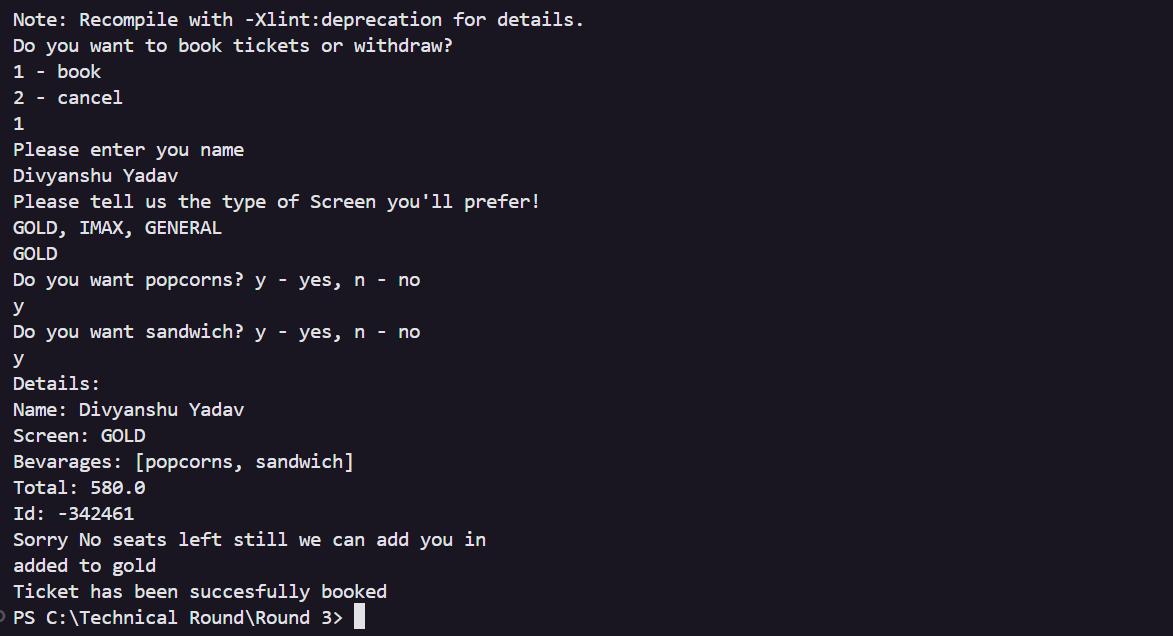 Note: Recompile with -Xlint:deprecation for details.
Do you want to book tickets or withdraw?
1 - book
2 - cancel
1
Please enter you name
Divyanshu Yadav
Please tell us the type of Screen you'll prefer!
GOLD, IMAX, GENERAL
GOLD
Do you want popcorns? y - yes, n - no
y
Do you want sandwich? y - yes, n - no
y
Details:
Name: Divyanshu Yadav
Screen: GOLD
Bevarages: [popcorns, sandwich]
Total: 580.0
Id: -342461
Sorry No seats left still we can add you in
added to gold
Ticket has been succesfully booked
PS C:\Technical Round\Round 3>